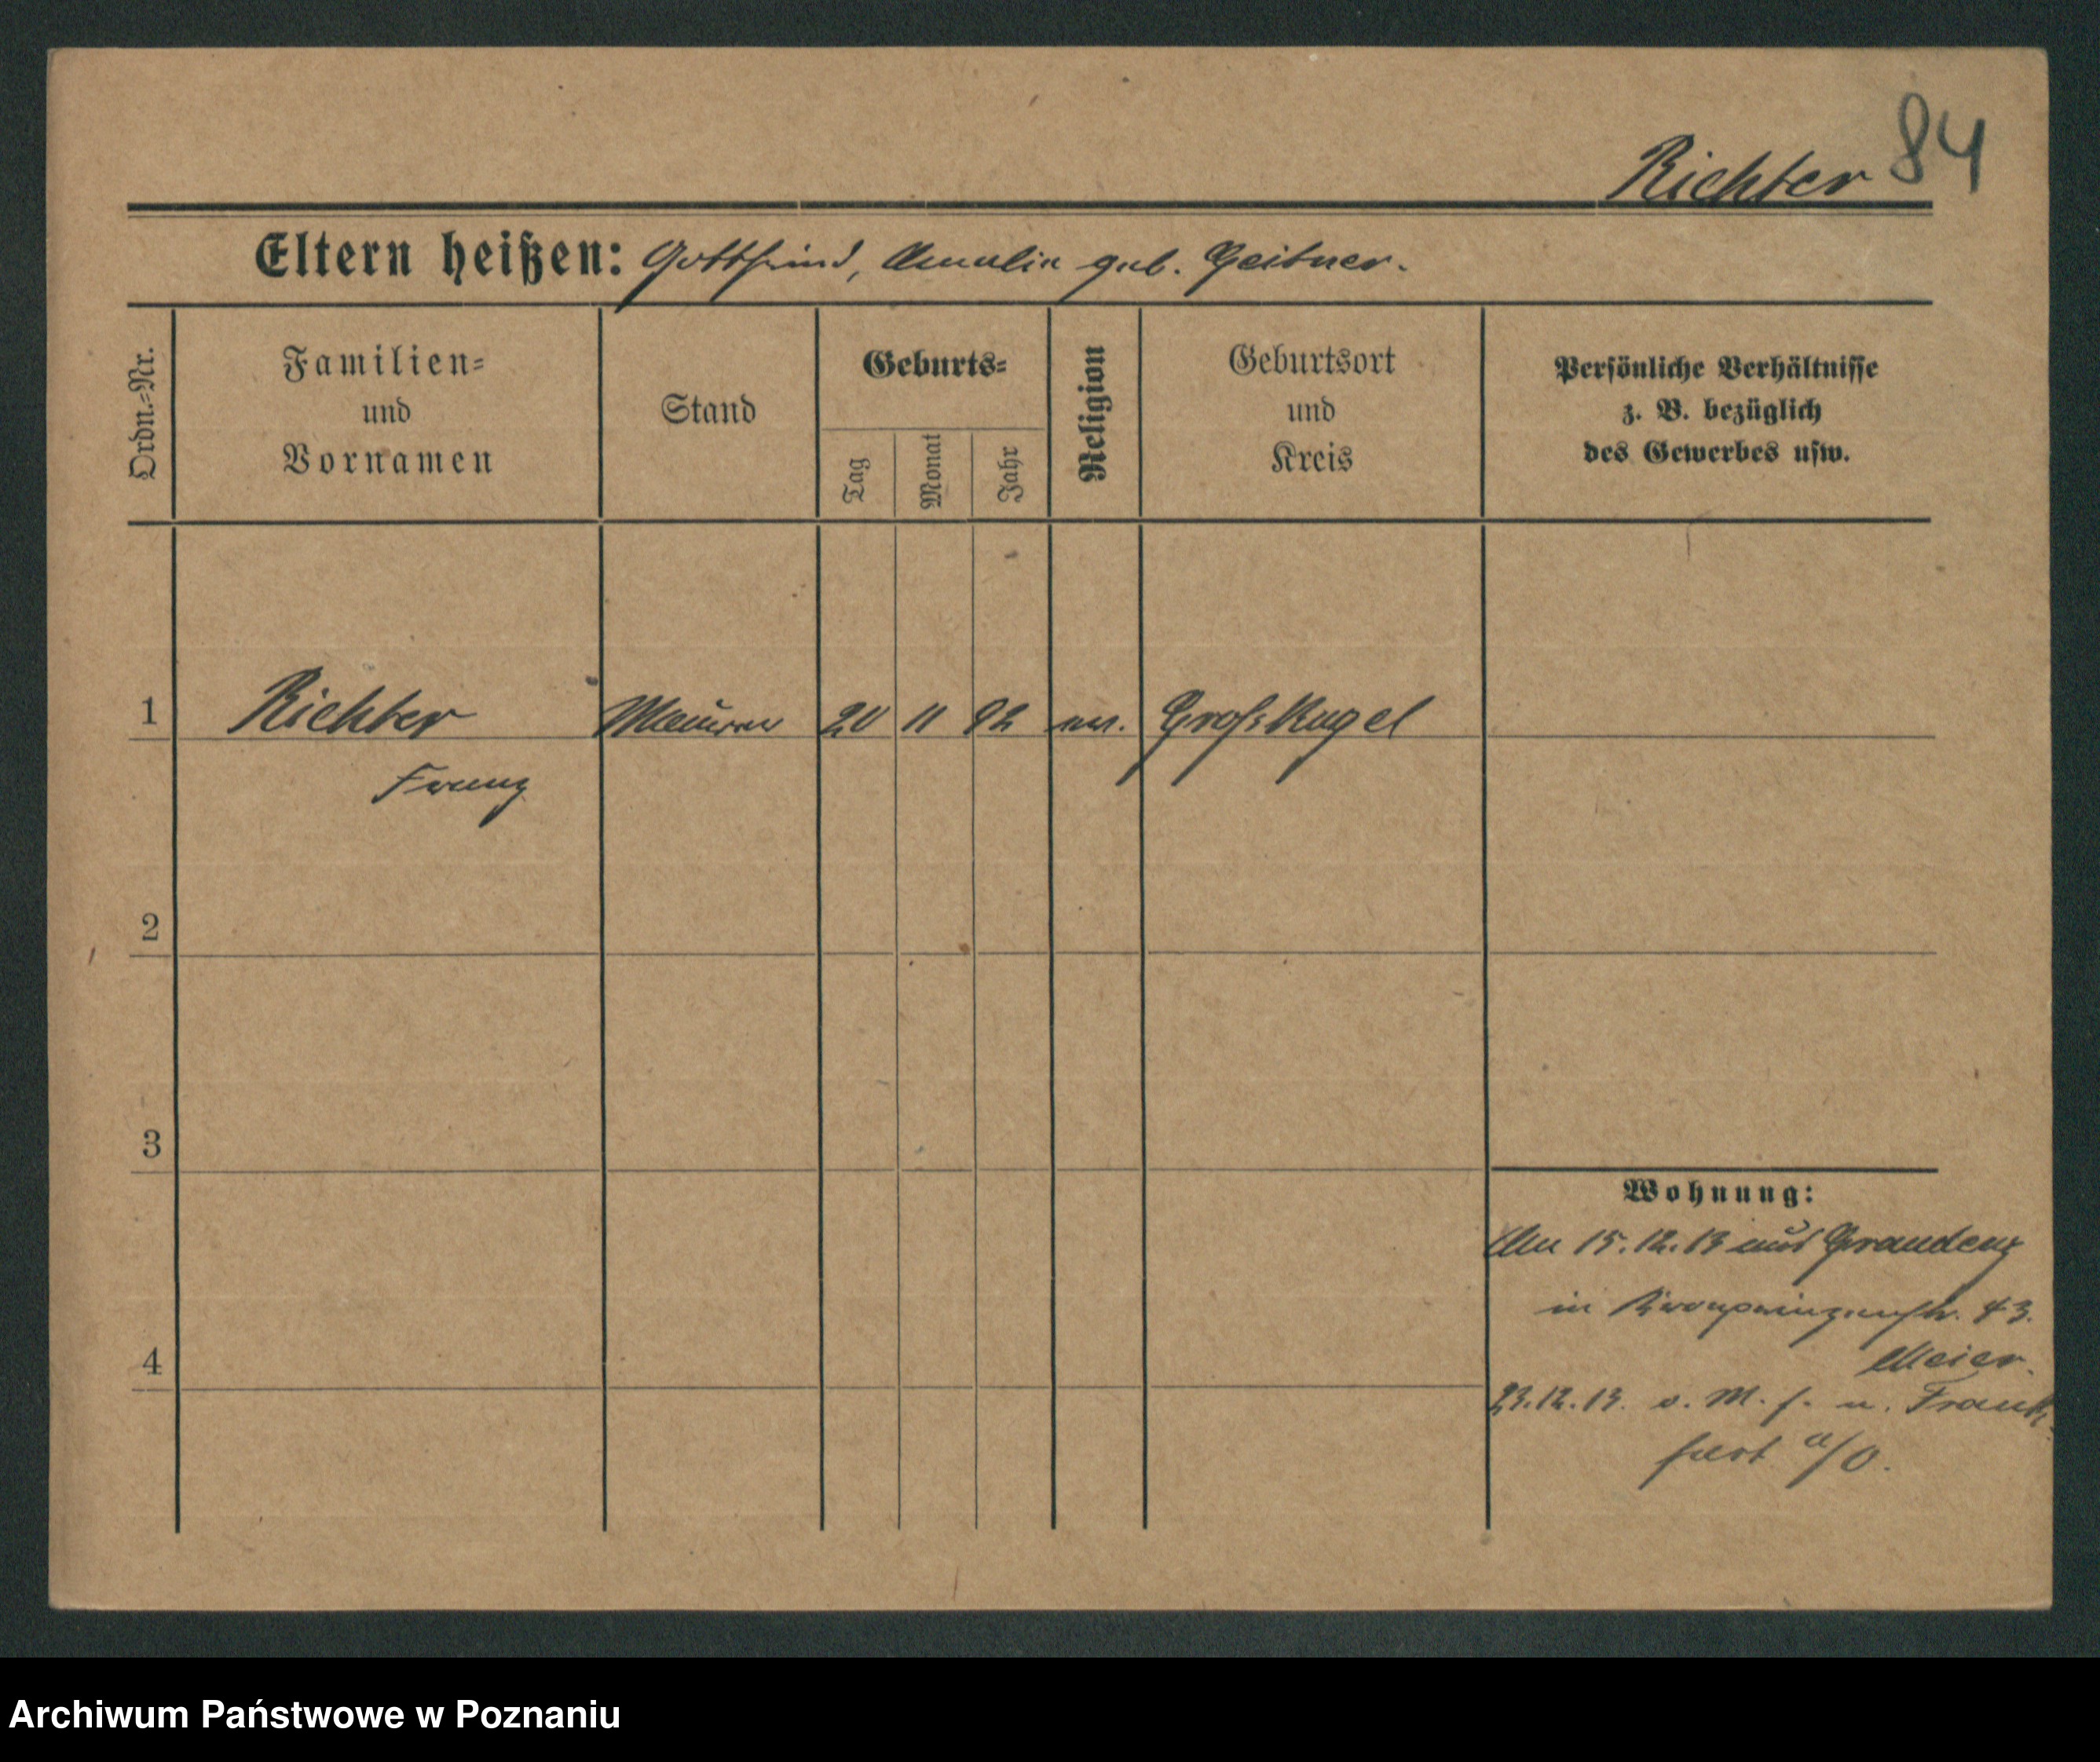 84
Richter
Eltern heißen: Gottfried, Amalie geb. Geitner.
Ordn.-Nr.
Familien-
und
Vornamen
Stand
Geburts-
Tag
Monat
Jahr
Religion
Geburtsort
und
Kreis
Persönliche Verhältnisse
z. B. bezüglich
des Gewerbes usw.
1 Richter Maurer 20 11 92 ev. Groß Kugel
Franz
2
3
4
Wohnung:
Am 15.12.13 aus Graudenz
in Kronprinzenstr. 43.
Meier.
23.12.13. v. M. f. n. Frank-
furt a/O.
Archiwum Państwowe w Poznaniu